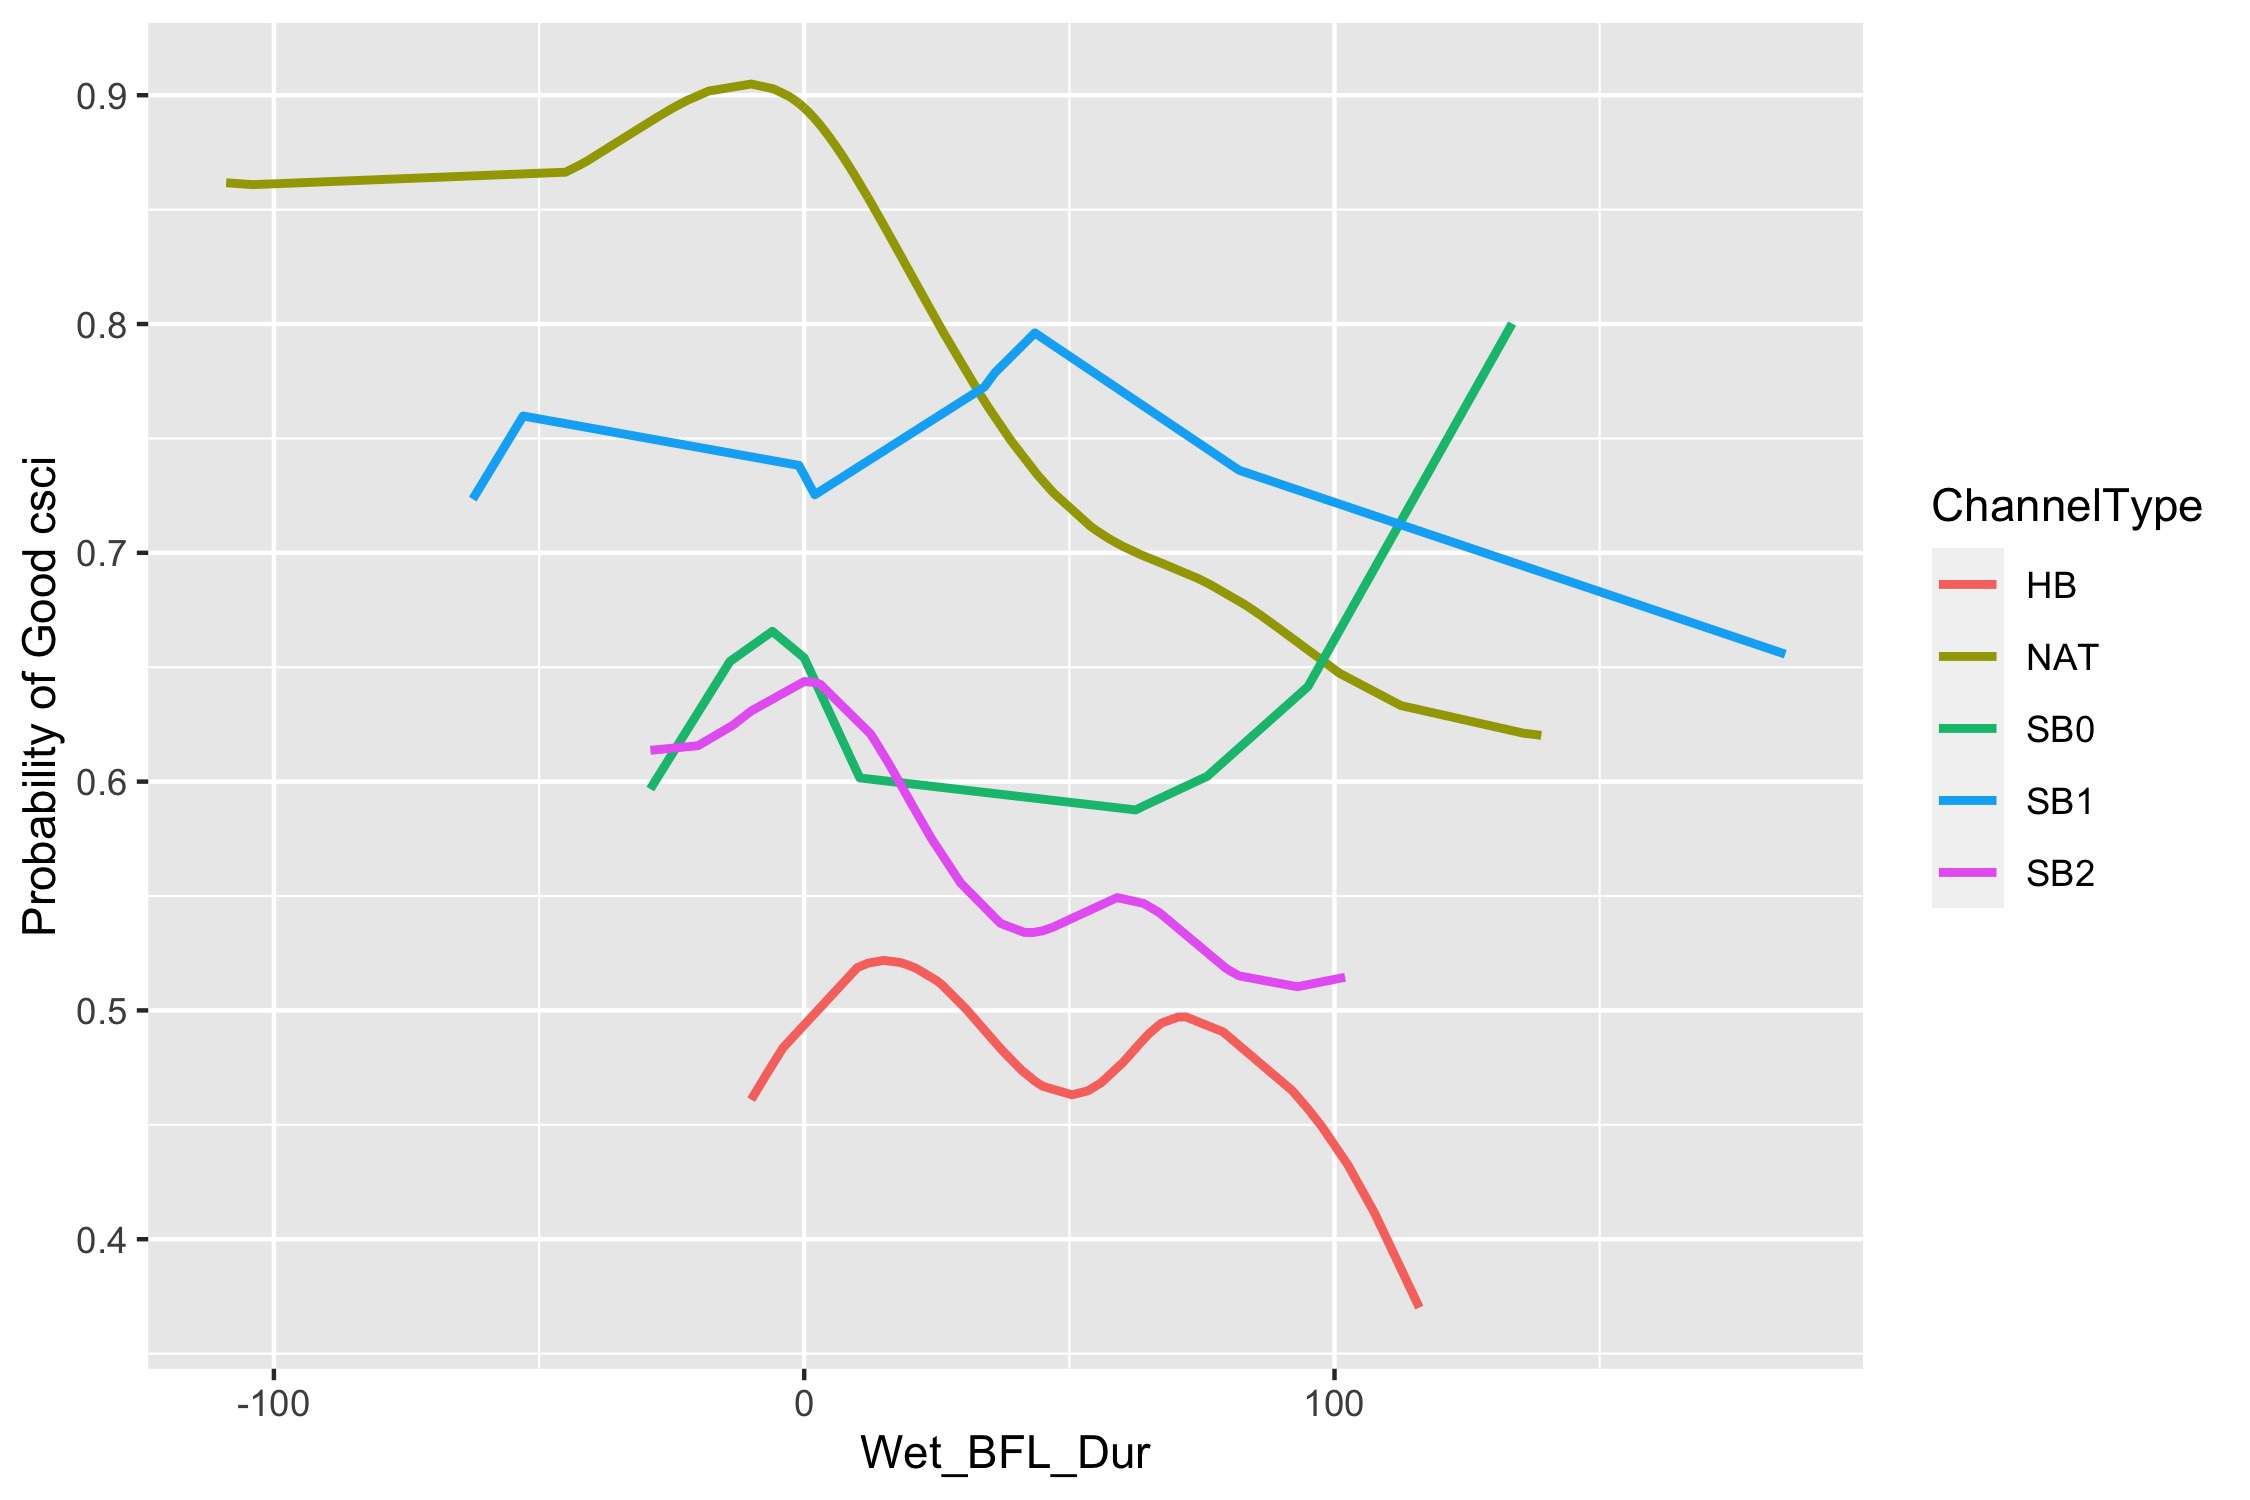 Probability of Good csci
0.9
0.8
0.7
0.6
0.5
0.4
-100
0
100
Wet_BFL_Dur
ChannelType
HB
NAT
SB0
SB1
SB2